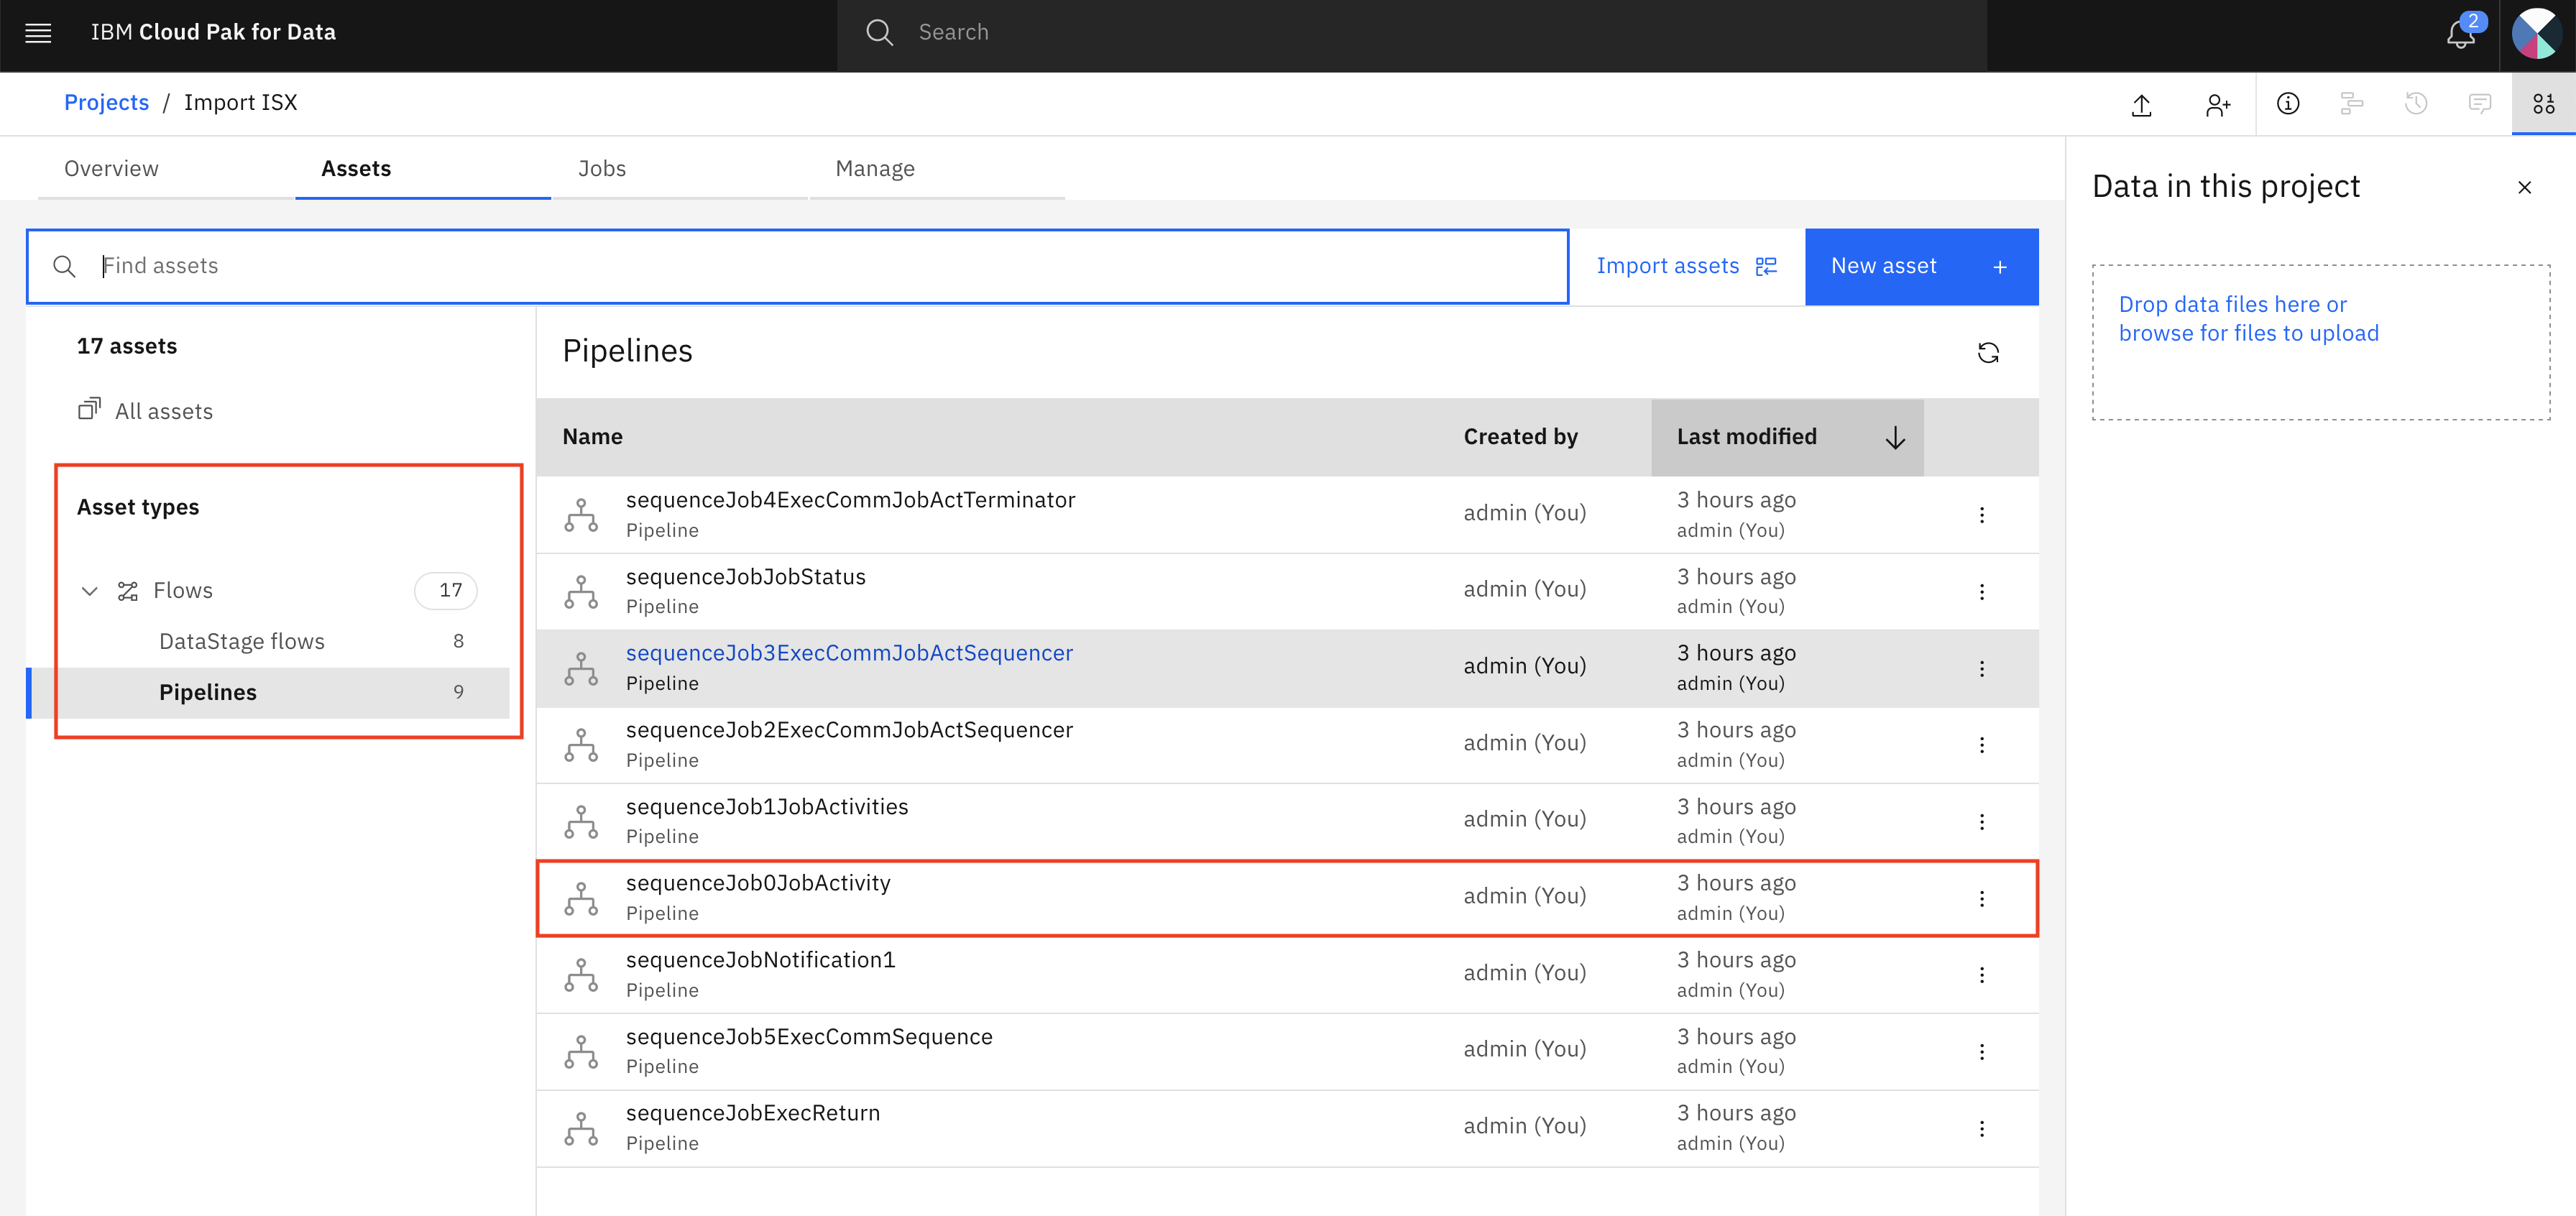 IBM Cloud Pak for Data
Search
2
Projects / Import ISX
Overview
Assets
Jobs
Manage
Data in this project
Find assets
Import assets
New asset
Drop data files here or
browse for files to upload
17 assets
All assets
Asset types
Flows 17
DataStage flows 8
Pipelines 9
Pipelines
Name Created by Last modified
sequenceJob4ExecCommJobActTerminator
Pipeline
admin (You)
3 hours ago
admin (You)
sequenceJobJobStatus
Pipeline
admin (You)
3 hours ago
admin (You)
sequenceJob3ExecCommJobActSequencer
Pipeline
admin (You)
3 hours ago
admin (You)
sequenceJob2ExecCommJobActSequencer
Pipeline
admin (You)
3 hours ago
admin (You)
sequenceJob1JobActivities
Pipeline
admin (You)
3 hours ago
admin (You)
sequenceJob0JobActivity
Pipeline
admin (You)
3 hours ago
admin (You)
sequenceJobNotification1
Pipeline
admin (You)
3 hours ago
admin (You)
sequenceJob5ExecCommSequence
Pipeline
admin (You)
3 hours ago
admin (You)
sequenceJobExecReturn
Pipeline
admin (You)
3 hours ago
admin (You)